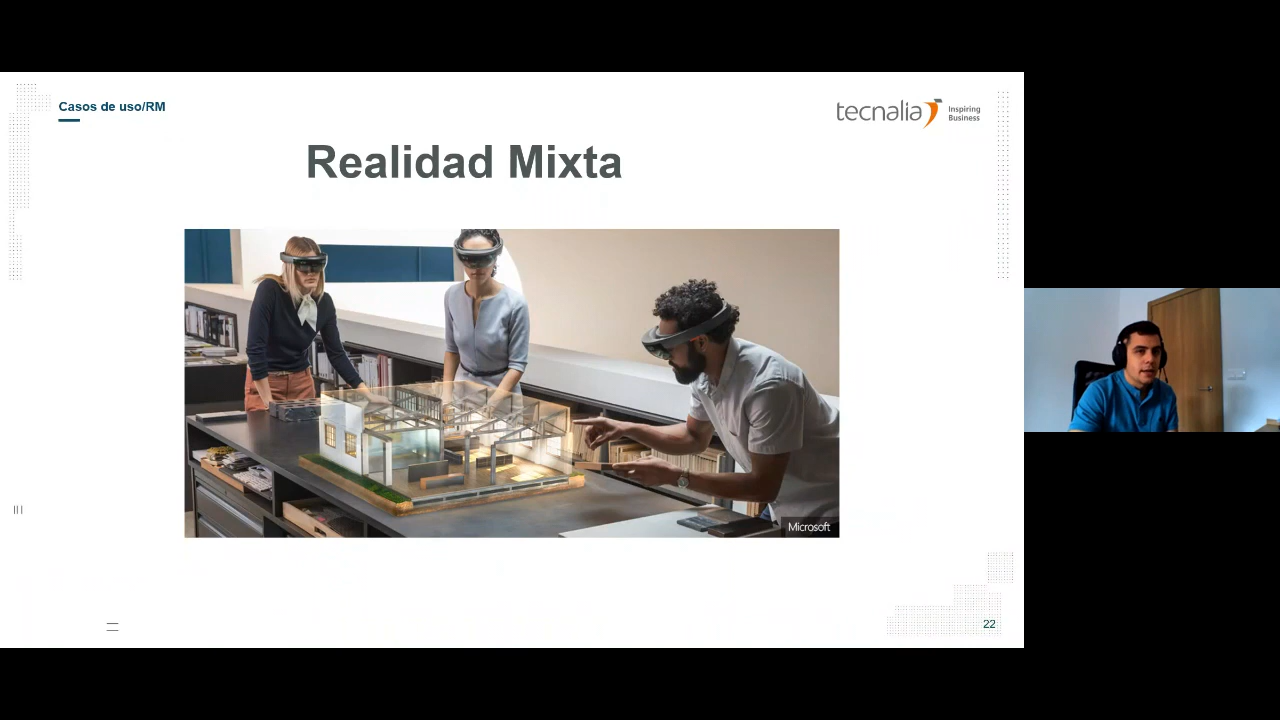 Casos de uso/RM
tecnalia
Inspiring
Business
Realidad Mixta
Microsoft
22